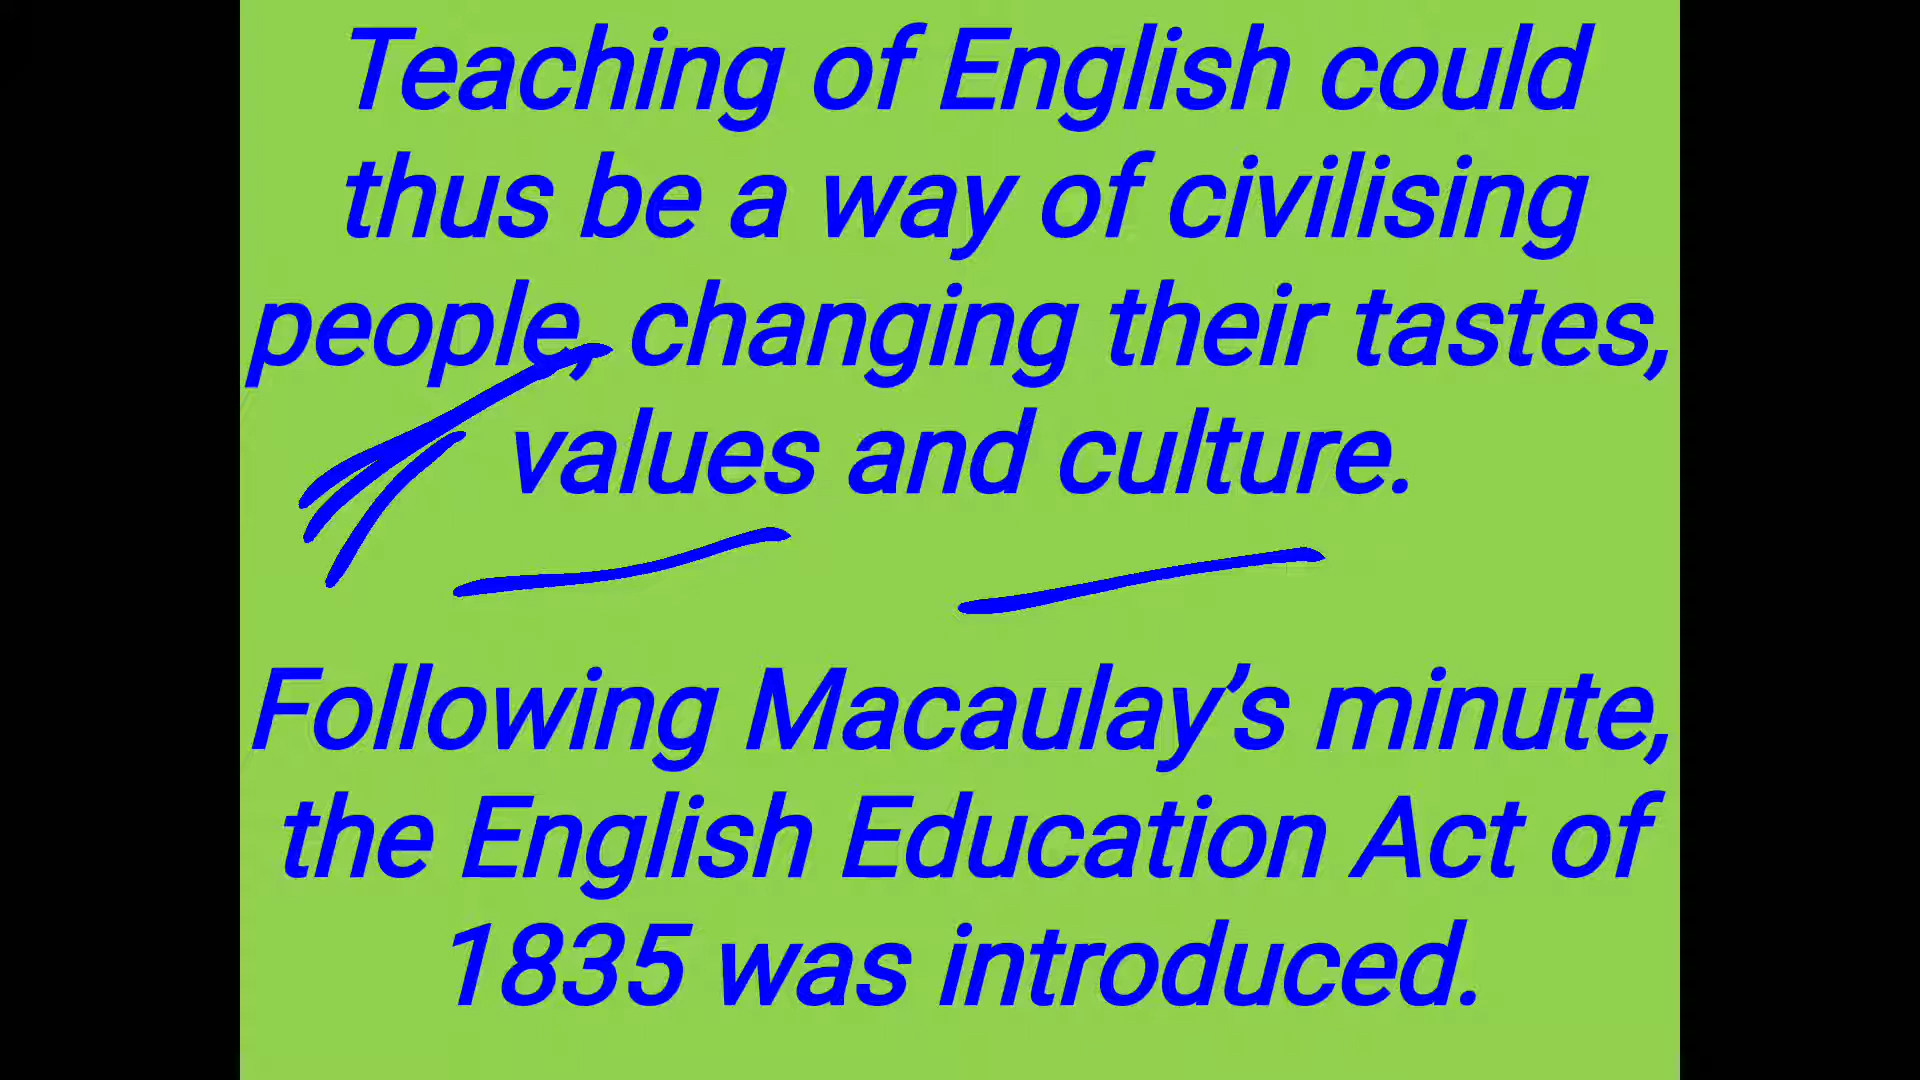 Teaching of English could
thus be a way of civilising
people, changing their tastes,
values and culture.
Following Macaulay’s minute,
the English Education Act of
1835 was introduced.